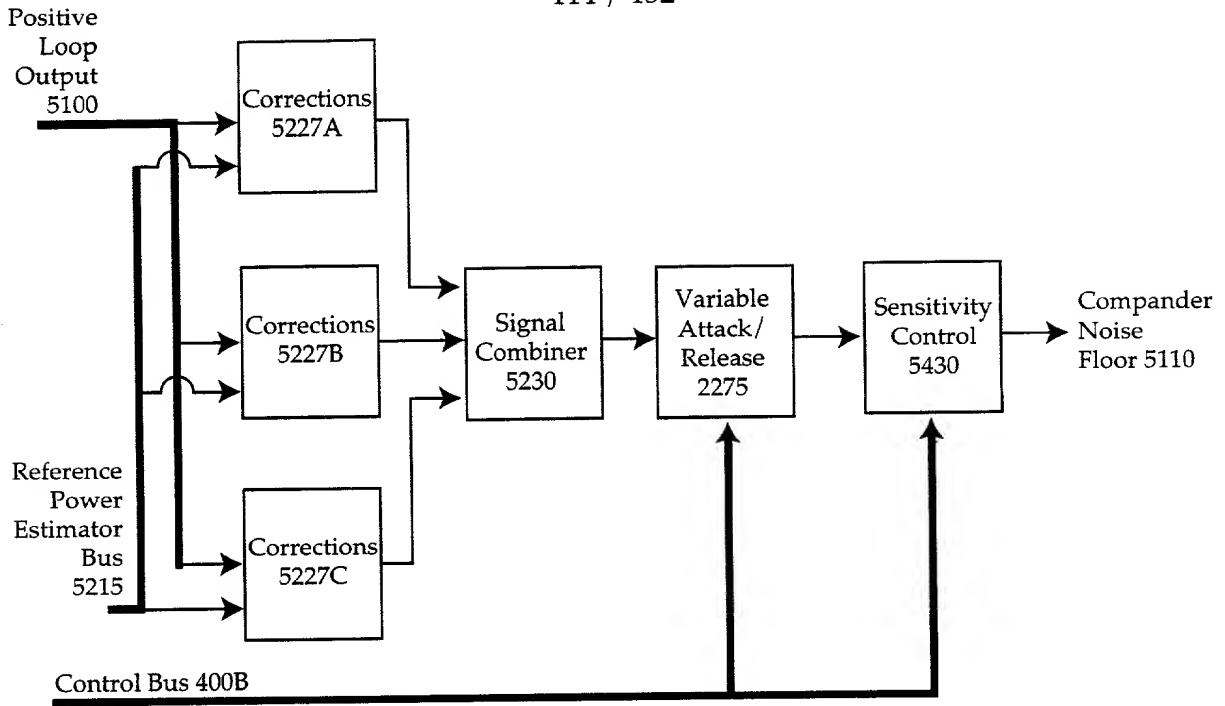 Positive
Loop
Output
5100
Corrections
5227A
Corrections
5227B
Signal
Combiner
5230
Variable
Attack/
Release
2275
Sensitivity
Control
5430
Compander
Noise
Floor 5110
Reference
Power
Estimator
Bus
5215
Corrections
5227C
Control Bus 400B